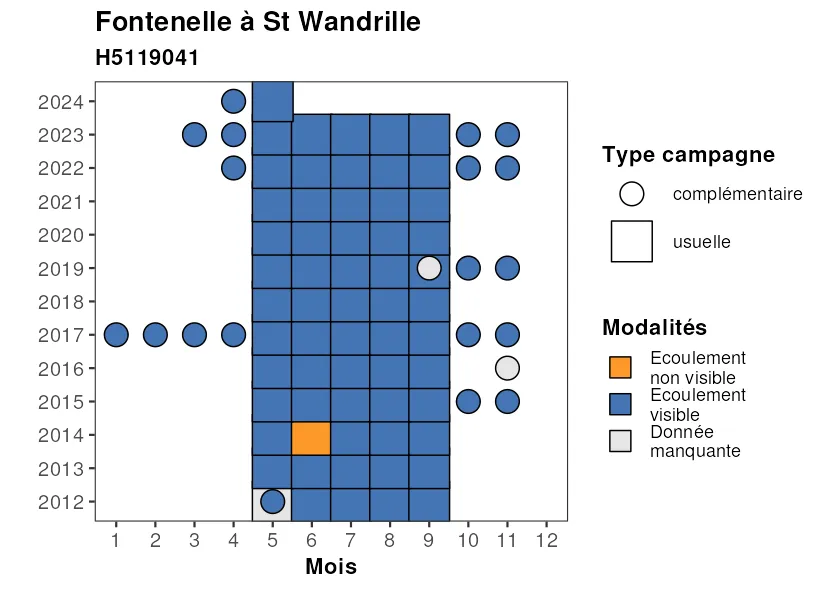 Fontenelle à St Wandrille
H5119041
2024
2023
2022
2021
2020
2019
2018
2017
2016
2015
2014
2013
2012
1 2 3 4 5 6 7 8 9 10 11 12
Mois
Type campagne
complémentaire
usuelle
Modalités
Ecoulement
non visible
Ecoulement
visible
Donnée
manquante